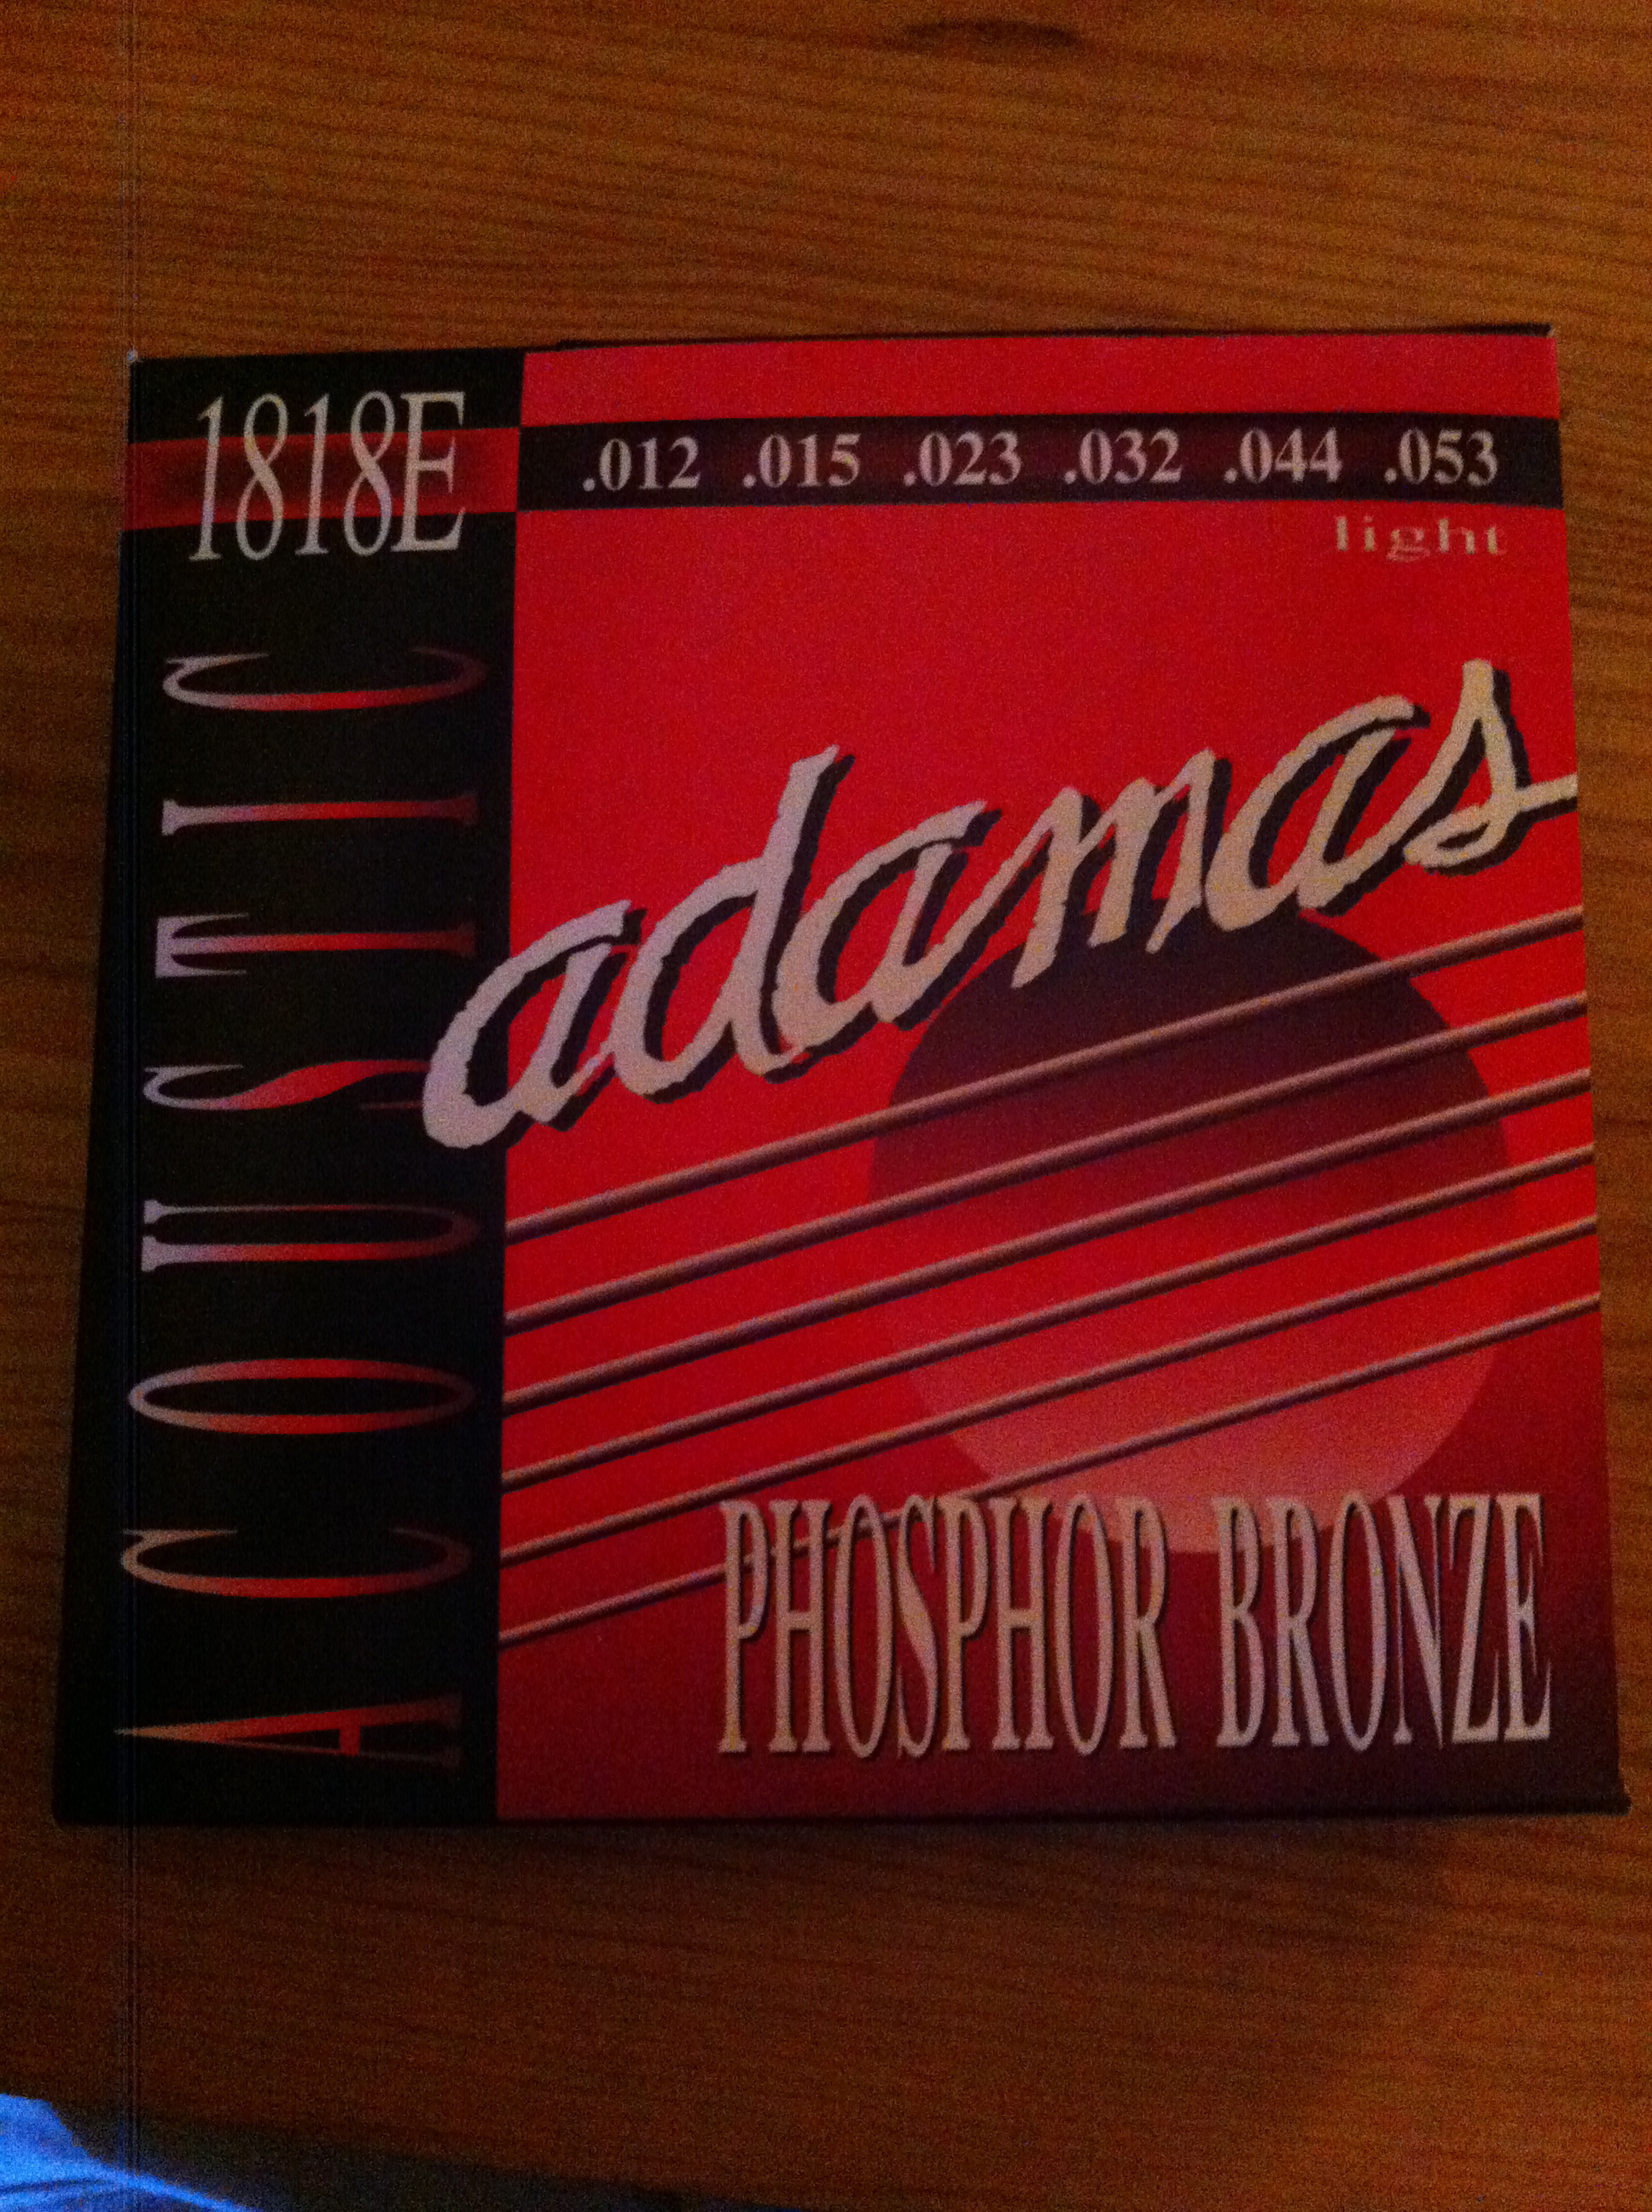 1818E
.012 .015 .023 .032 .044 .053
light
ACOUSTIC
adamas
PHOSPHOR BRONZE